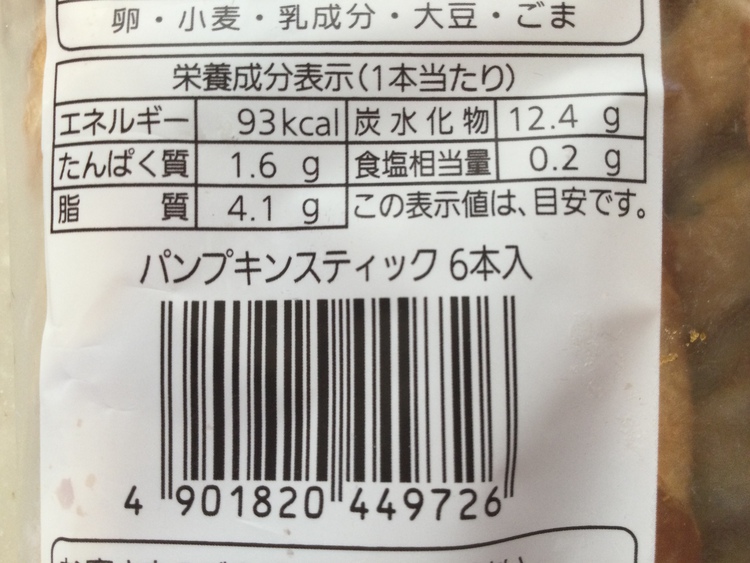 卵・小麦・乳成分・大豆・ごま
栄養成分表示(1本当たり)
エネルギー 93kcal 炭水化物 12.4 g
たんぱく質 1.6 g 食塩相当量 0.2 g
脂質 4.1 g この表示値は、目安です。
パンプキンスティック 6本入
4 901820 449726